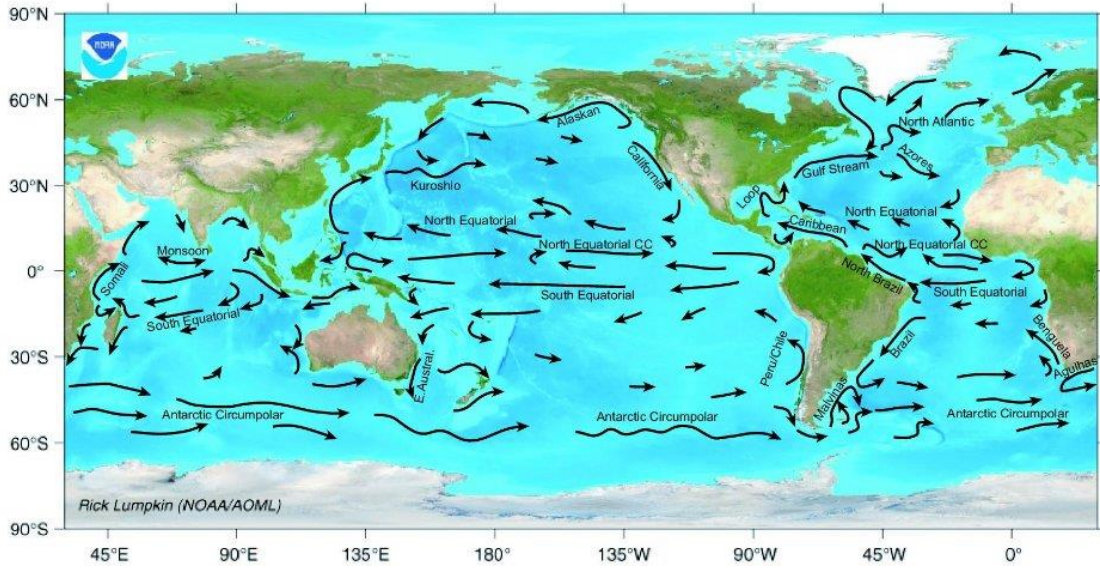 90°N
NOAA
60°N
Alaskan
North Atlantic
California
Gulf Stream
Azores
Kuroshio
30°N
Loop
North Equatorial
Caribbean
North Equatorial
Monsoon
North Equatorial CC
North Equatorial CC
0°
Somali
North Brazil
South Equatorial
South Equatorial
South Equatorial
Benguela
Brazil
30°S
E.Austral.
Peru/Chile
Agulhas
Malvinas
Antarctic Circumpolar
Antarctic Circumpolar
Antarctic Circumpolar
60°S
Rick Lumpkin (NOAA/AOML)
90°S
45°E
90°E
135°E
180°
135°W
90°W
45°W
0°